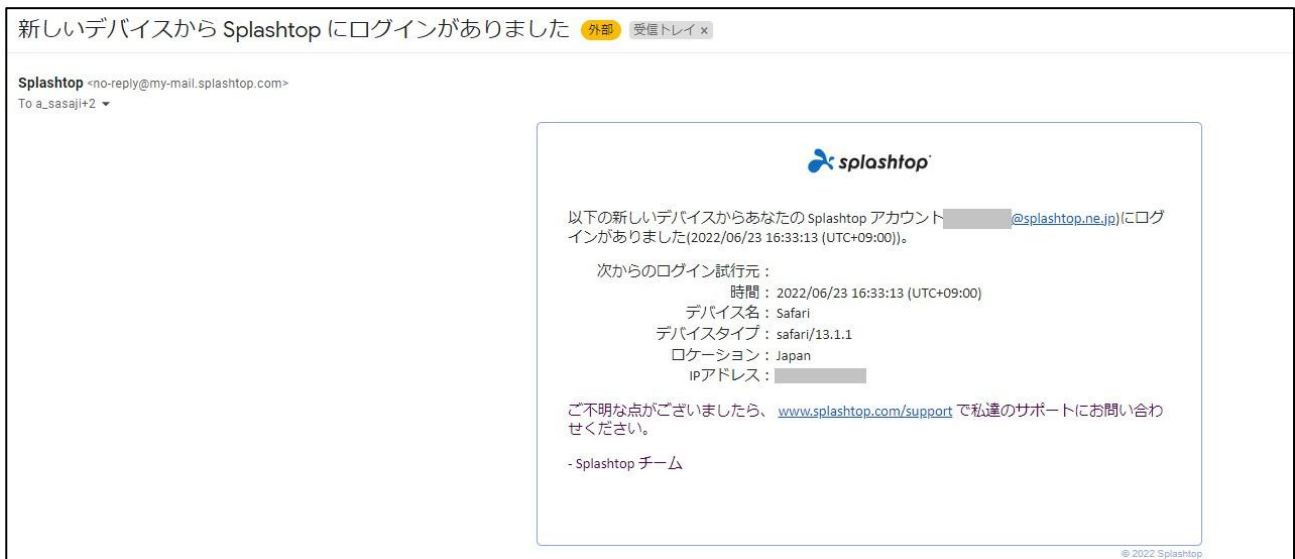 新しいデバイスから Splashtop にログインがありました 外部 受信トレイ x
Splashtop <no-reply@my-mail.splashtop.com>
To a_sasaji+2
splashtop
以下の新しいデバイスからあなたの Splashtop アカウント @splashtop.ne.jp)にログ
インがありました(2022/06/23 16:33:13 (UTC+09:00))。
次からのログイン試行元：
時間： 2022/06/23 16:33:13 (UTC+09:00)
デバイス名： Safari
デバイスタイプ： safari/13.1.1
ロケーション： Japan
IPアドレス：
ご不明な点がございましたら、 www.splashtop.com/support で私達のサポートにお問い合わ
せください。
- Splashtop チーム
© 2022 Splashtop